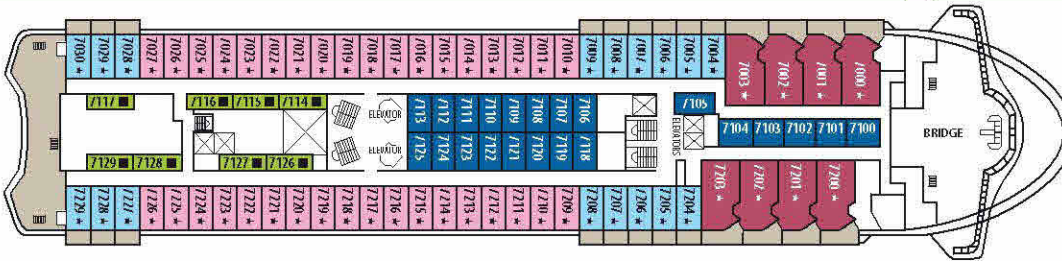 7030 7029 7028 7027 7026 7025 7024 7023 7022 7021 7020 7019 7018 7017 7016 7015 7014 7013 7012 7011 7010 7009 7008 7007 7006 7005 7004 7003 7002 7001 7000
7117 7116 7115 7114 ELEVATOR 7113 7112 7111 7110 7109 7108 7107 7106 7105
ELEVATORS 7104 7103 7102 7101 7100 BRIDGE
7129 7128 7127 7126 ELEVATOR 7125 7124 7123 7122 7121 7120 7119 7118
7229 7228 7227 7226 7225 7224 7223 7222 7221 7220 7219 7218 7217 7216 7215 7214 7213 7212 7211 7210 7209 7208 7207 7206 7205 7204 7203 7202 7201 7200